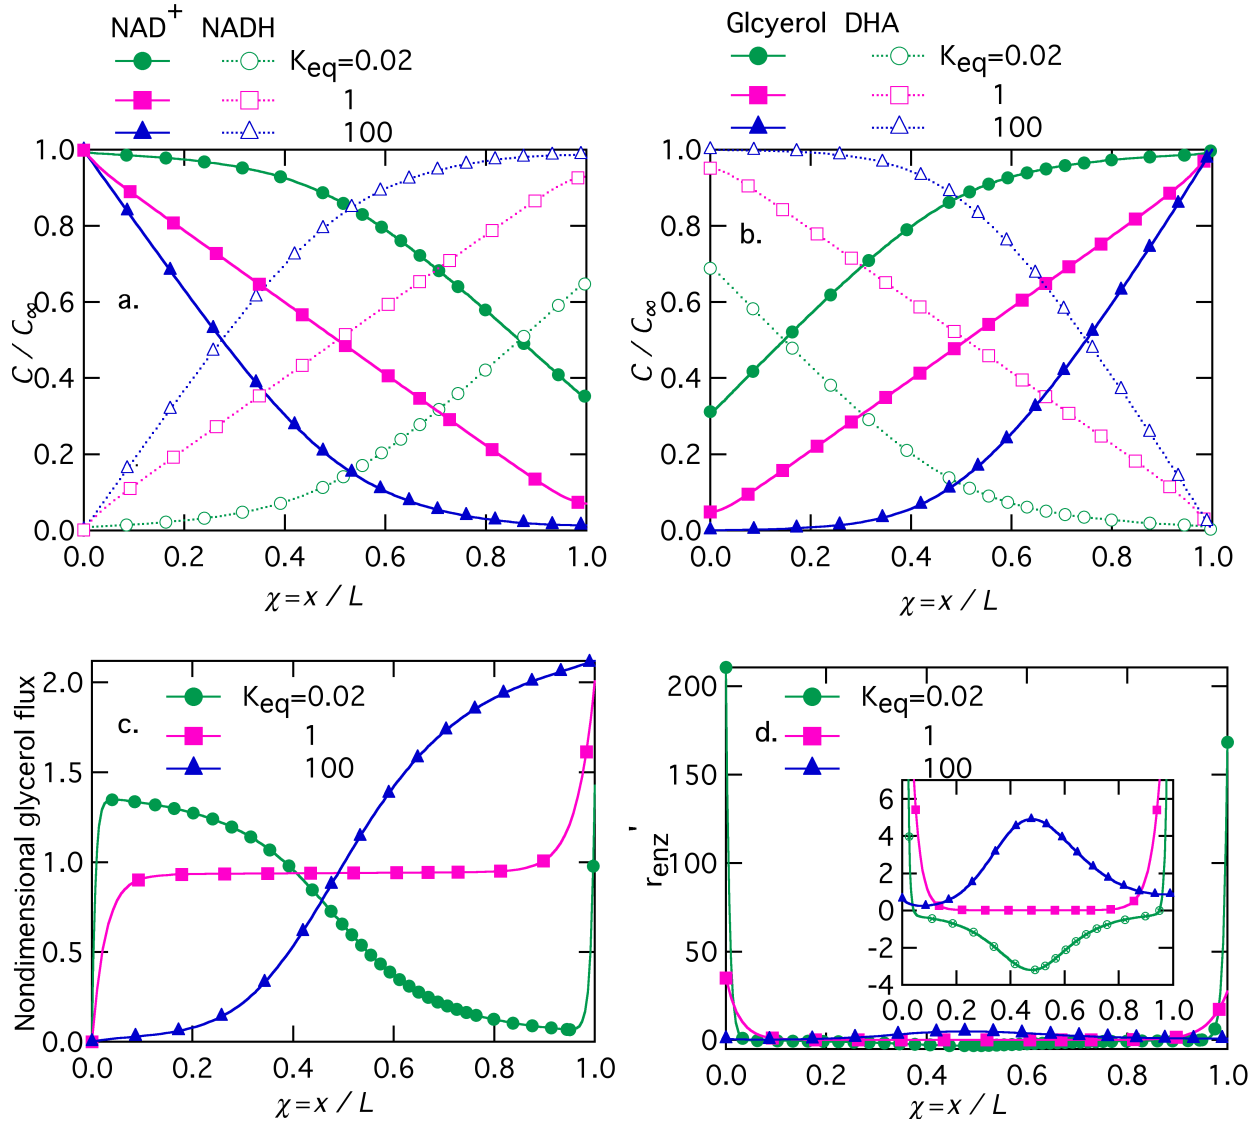 NAD+ NADH
Keq=0.02
1
100
1.0
0.8
0.6
0.4
0.2
0.0
C / C∞
a.
0.0 0.2 0.4 0.6 0.8 1.0
χ=x / L
Glcyerol DHA
Keq=0.02
1
100
1.0
0.8
0.6
0.4
0.2
0.0
C / C∞
b.
0.0 0.2 0.4 0.6 0.8 1.0
χ=x / L
Keq=0.02
1
100
2.0
1.5
1.0
0.5
0.0
Nondimensional glycerol flux
c.
0.0 0.2 0.4 0.6 0.8 1.0
χ=x / L
Keq=0.02
1
100
200
150
100
50
0
renz'
d.
6
4
2
0
-2
-4
0.0 0.2 0.4 0.6 0.8 1.0
0.0 0.2 0.4 0.6 0.8 1.0
χ=x / L